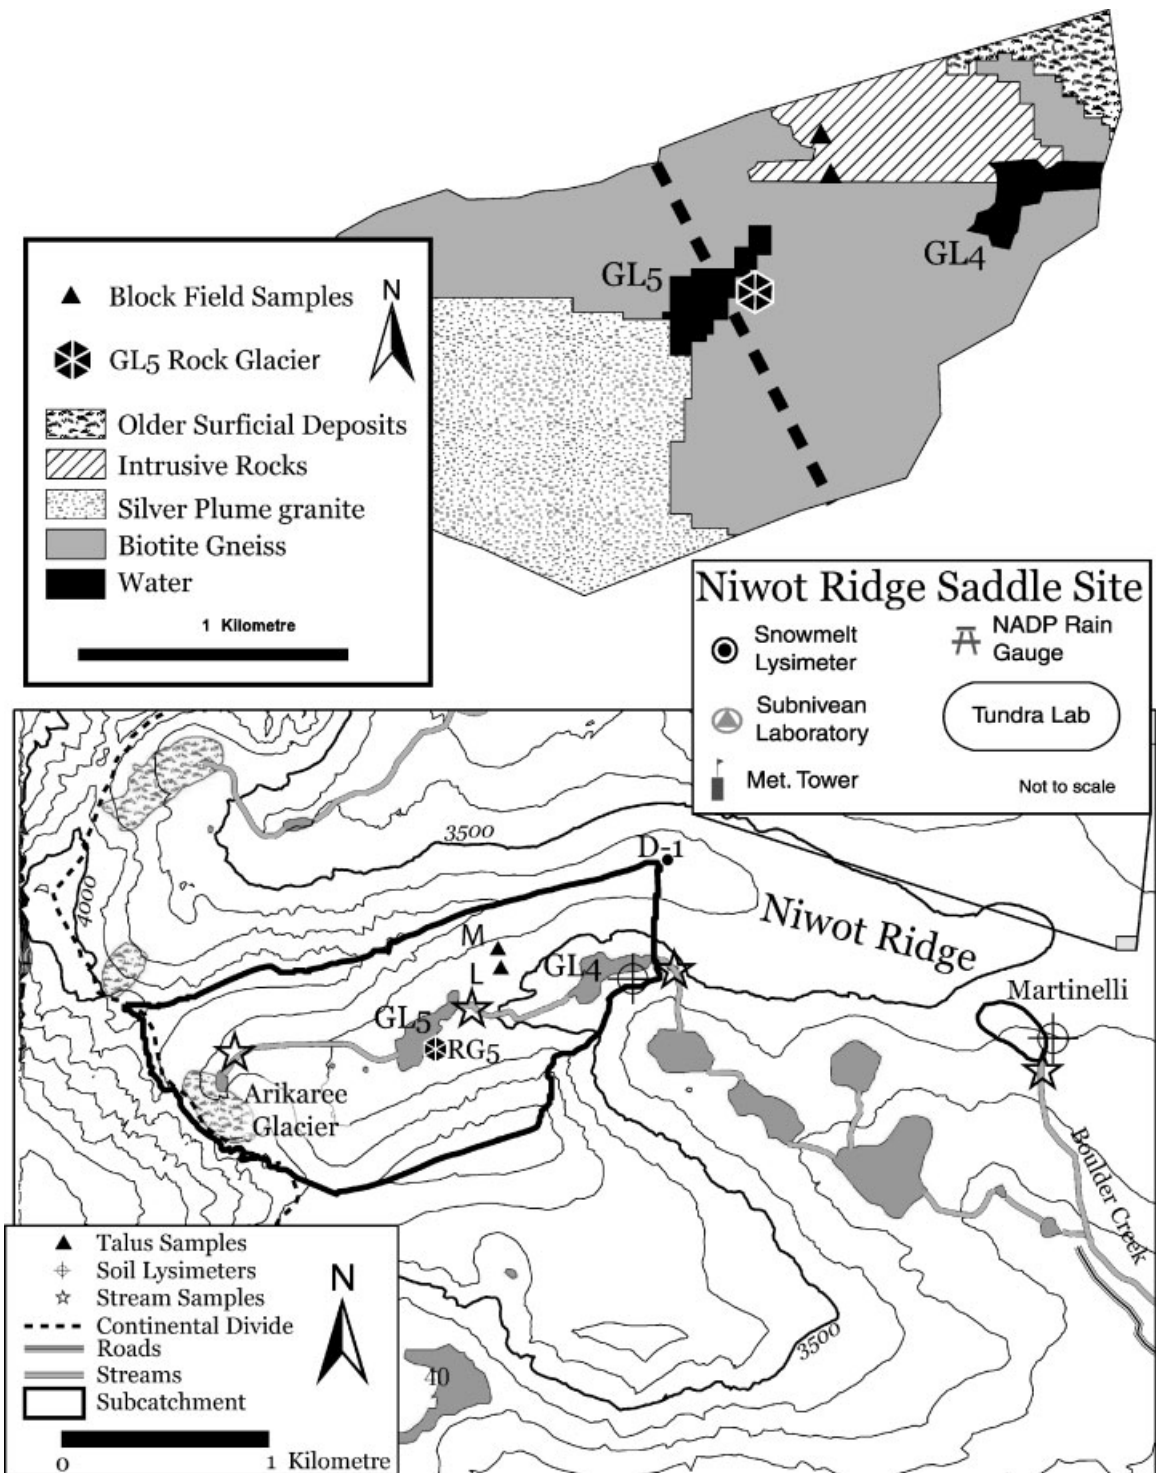 GL5
GL4
N
Block Field Samples
GL5 Rock Glacier
Older Surficial Deposits
Intrusive Rocks
Silver Plume granite
Biotite Gneiss
Water
1 Kilometre
Niwot Ridge Saddle Site
Snowmelt
Lysimeter
NADP Rain
Gauge
Subnivean
Laboratory
Tundra Lab
Met. Tower
Not to scale
3500
D-1
4000
Niwot Ridge
M
L
GL4
Martinelli
GL5
RG5
Arikaree
Glacier
Boulder Creek
3500
40
Talus Samples
Soil Lysimeters
Stream Samples
Continental Divide
Roads
Streams
Subcatchment
N
0 1 Kilometre